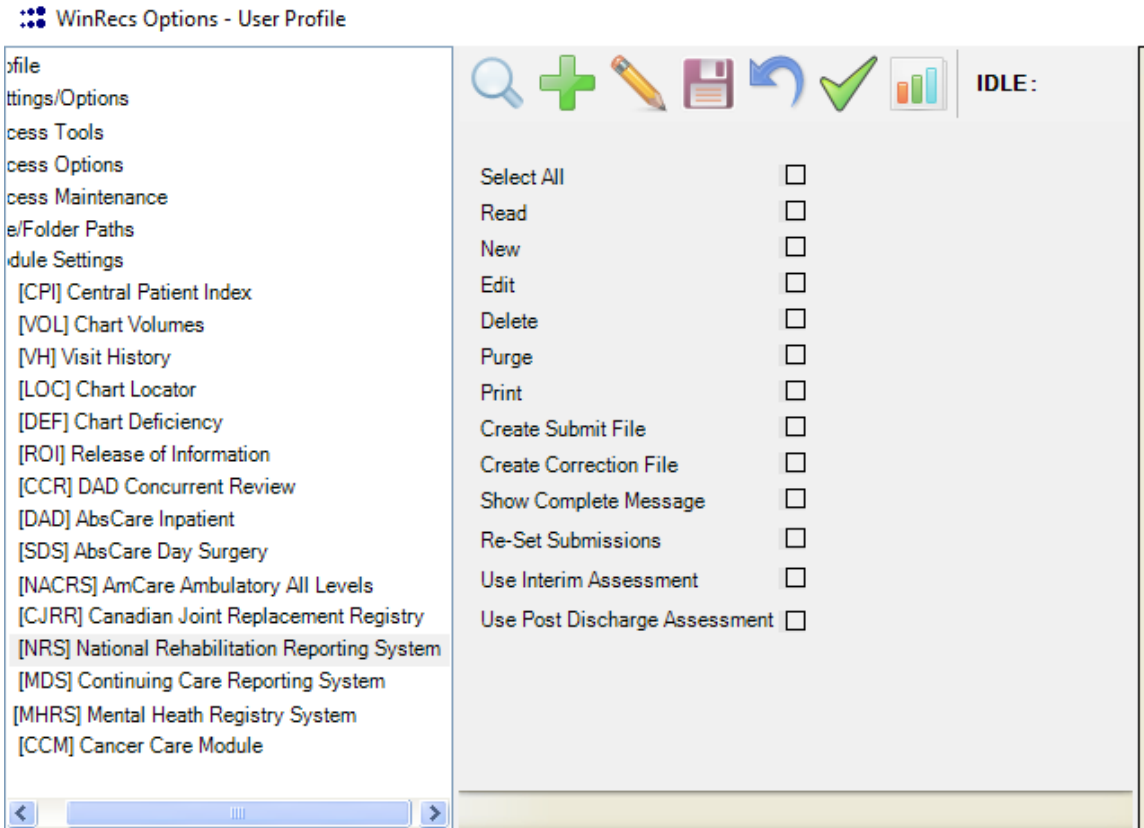 WinRecs Options - User Profile
ofile
ttings/Options
cess Tools
cess Options
cess Maintenance
e/Folder Paths
dule Settings
[CPI] Central Patient Index
[VOL] Chart Volumes
[VH] Visit History
[LOC] Chart Locator
[DEF] Chart Deficiency
[ROI] Release of Information
[CCR] DAD Concurrent Review
[DAD] AbsCare Inpatient
[SDS] AbsCare Day Surgery
[NACRS] AmCare Ambulatory All Levels
[CJRR] Canadian Joint Replacement Registry
[NRS] National Rehabilitation Reporting System
[MDS] Continuing Care Reporting System
[MHRS] Mental Heath Registry System
[CCM] Cancer Care Module
IDLE :
Select All
Read
New
Edit
Delete
Purge
Print
Create Submit File
Create Correction File
Show Complete Message
Re-Set Submissions
Use Interim Assessment
Use Post Discharge Assessment